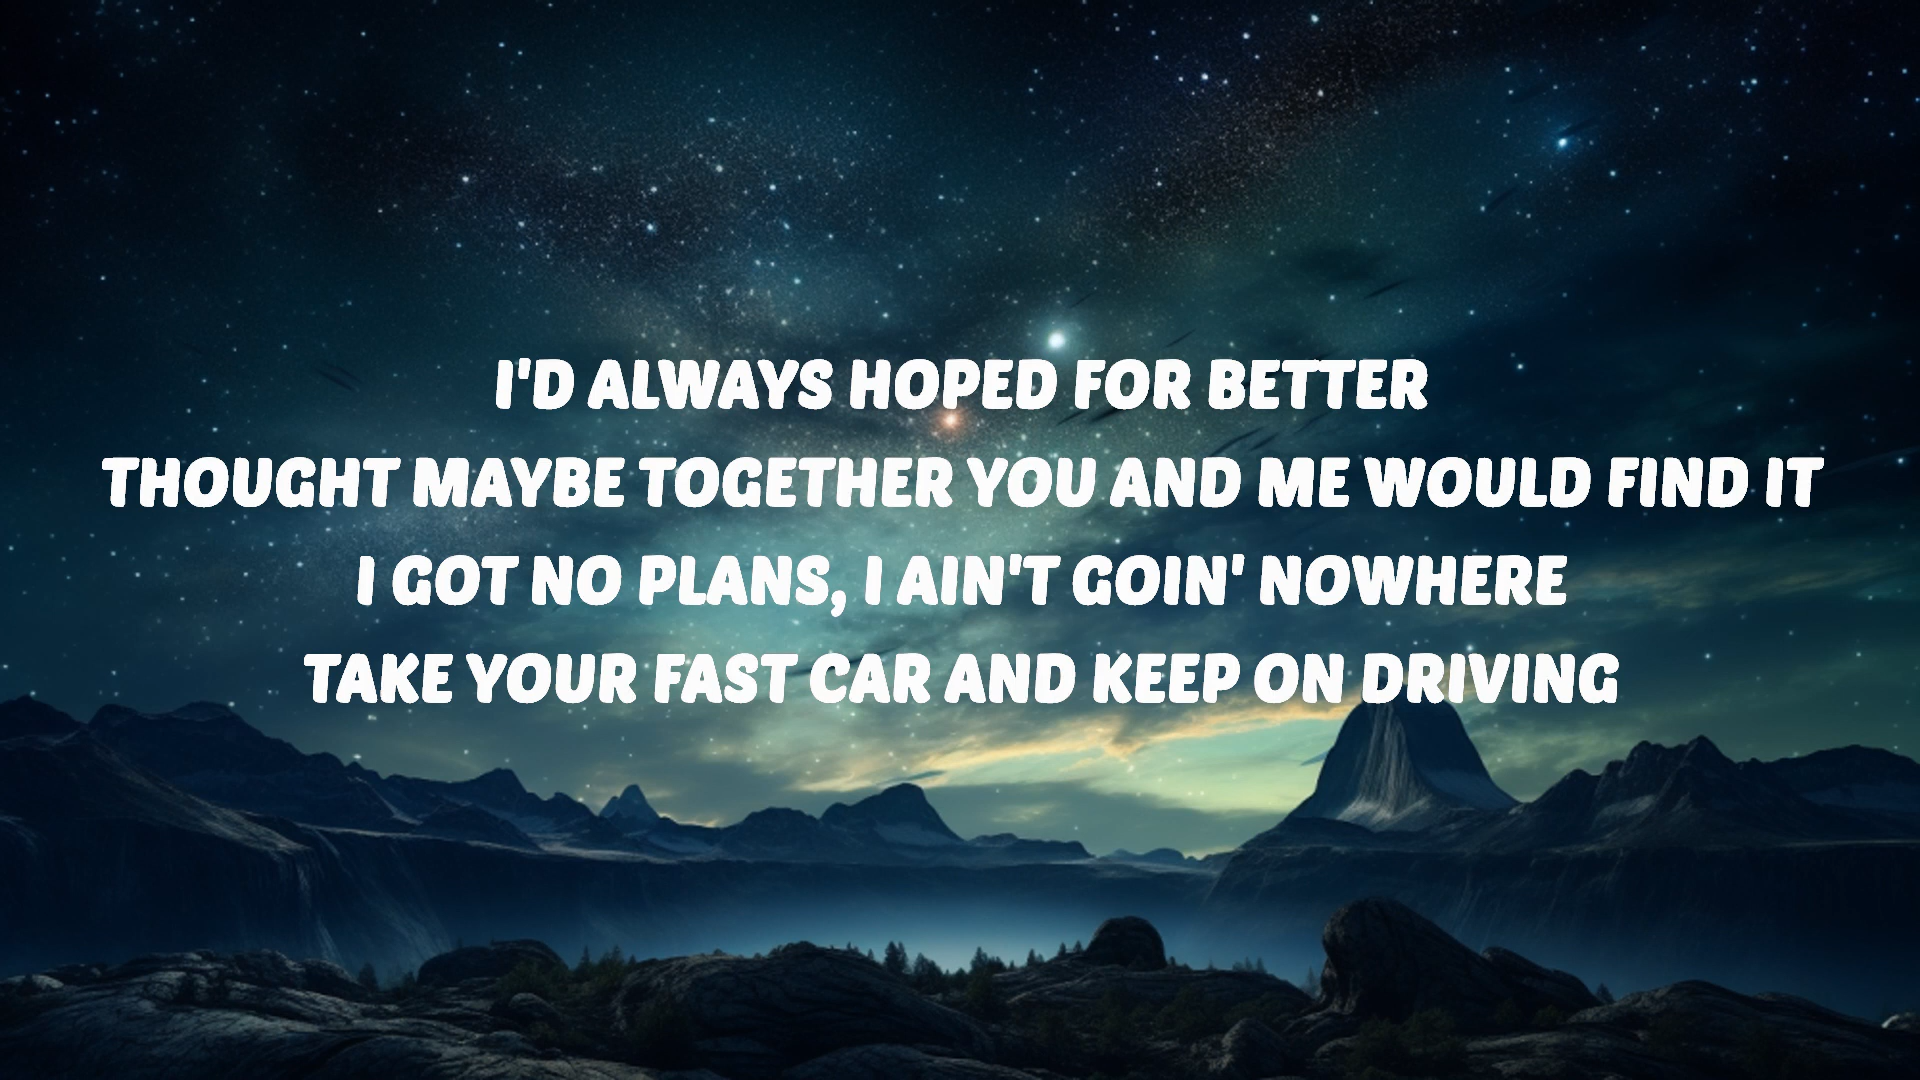 I'D ALWAYS HOPED FOR BETTER
THOUGHT MAYBE TOGETHER YOU AND ME WOULD FIND IT
I GOT NO PLANS, I AIN'T GOIN' NOWHERE
TAKE YOUR FAST CAR AND KEEP ON DRIVING